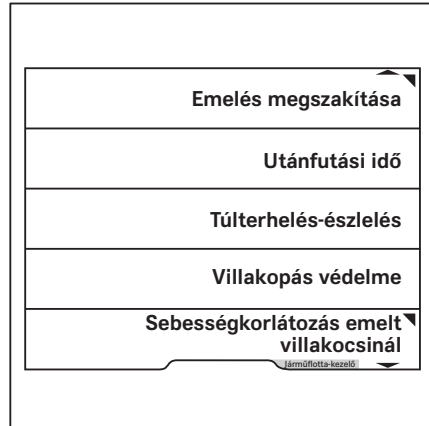 Emelés megszakítása
Utánfutási idő
Túlterhelés-észlelés
Villakopás védelme
Sebességkorlátozás emelt
villakocsinál
Járműflotta-kezelő